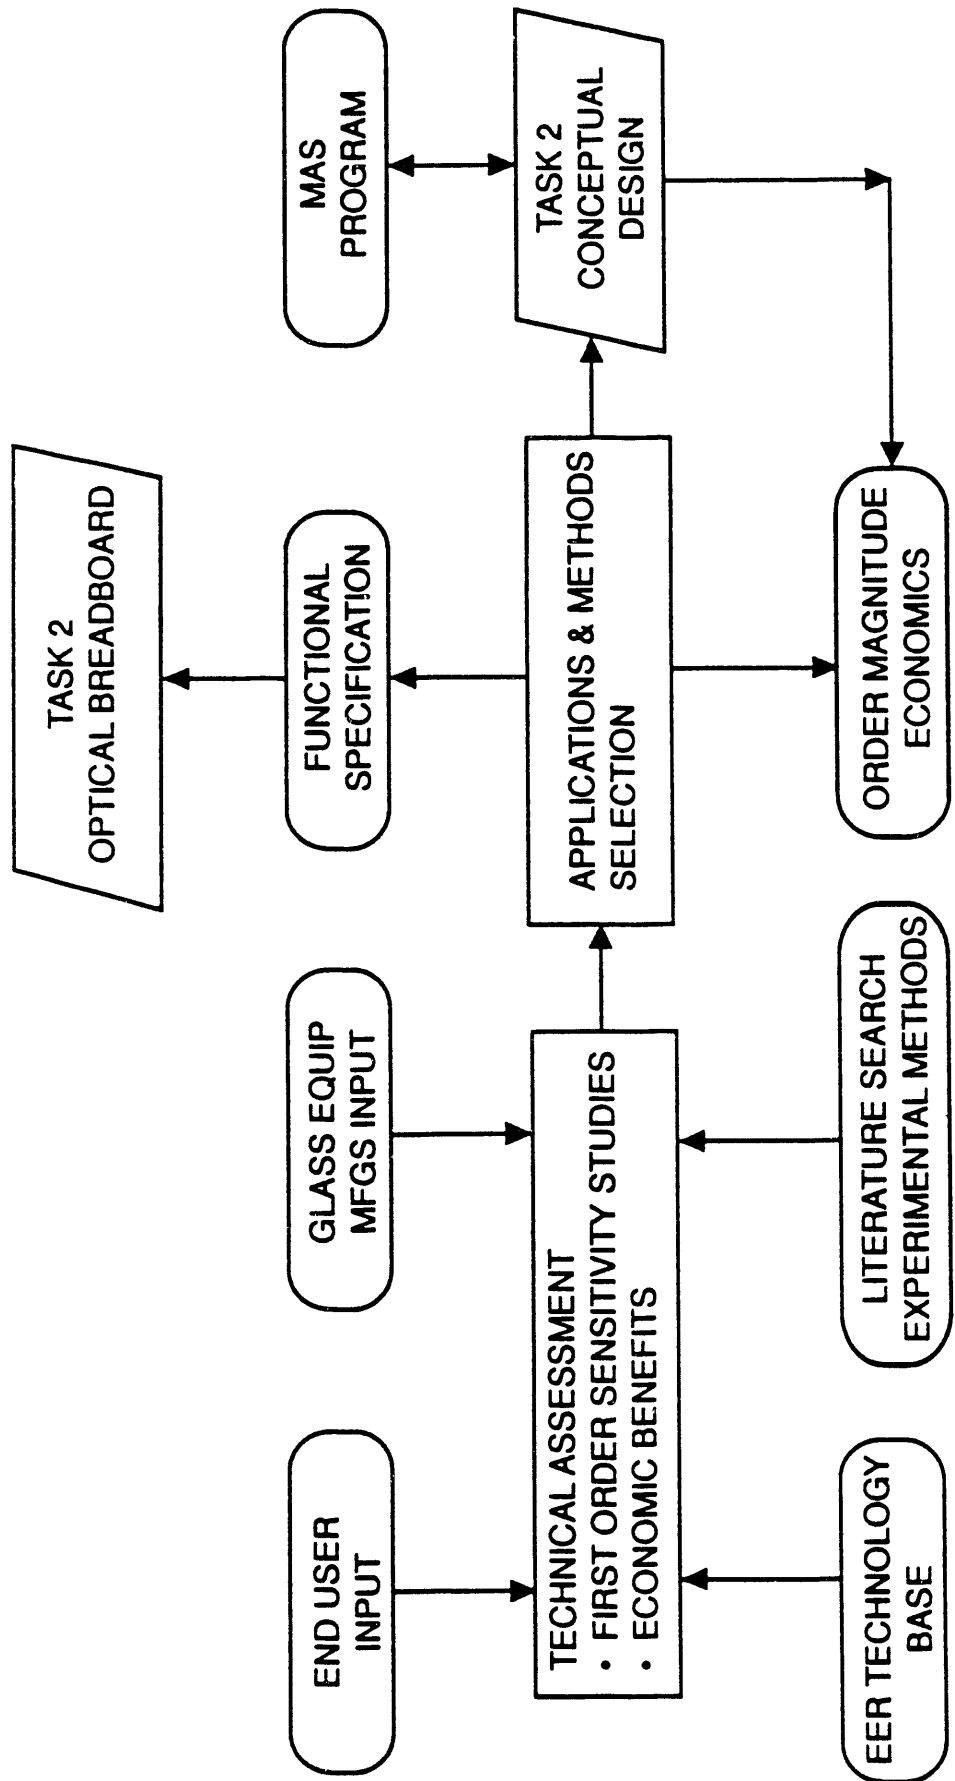 TASK 2
OPTICAL BREADBOARD
END USER
INPUT
GLASS EQUIP
MFGS INPUT
FUNCTIONAL
SPECIFICATION
MAS
PROGRAM
TECHNICAL ASSESSMENT
• FIRST ORDER SENSITIVITY STUDIES
• ECONOMIC BENEFITS
APPLICATIONS & METHODS
SELECTION
TASK 2
CONCEPTUAL
DESIGN
EER TECHNOLOGY
BASE
LITERATURE SEARCH
EXPERIMENTAL METHODS
ORDER MAGNITUDE
ECONOMICS